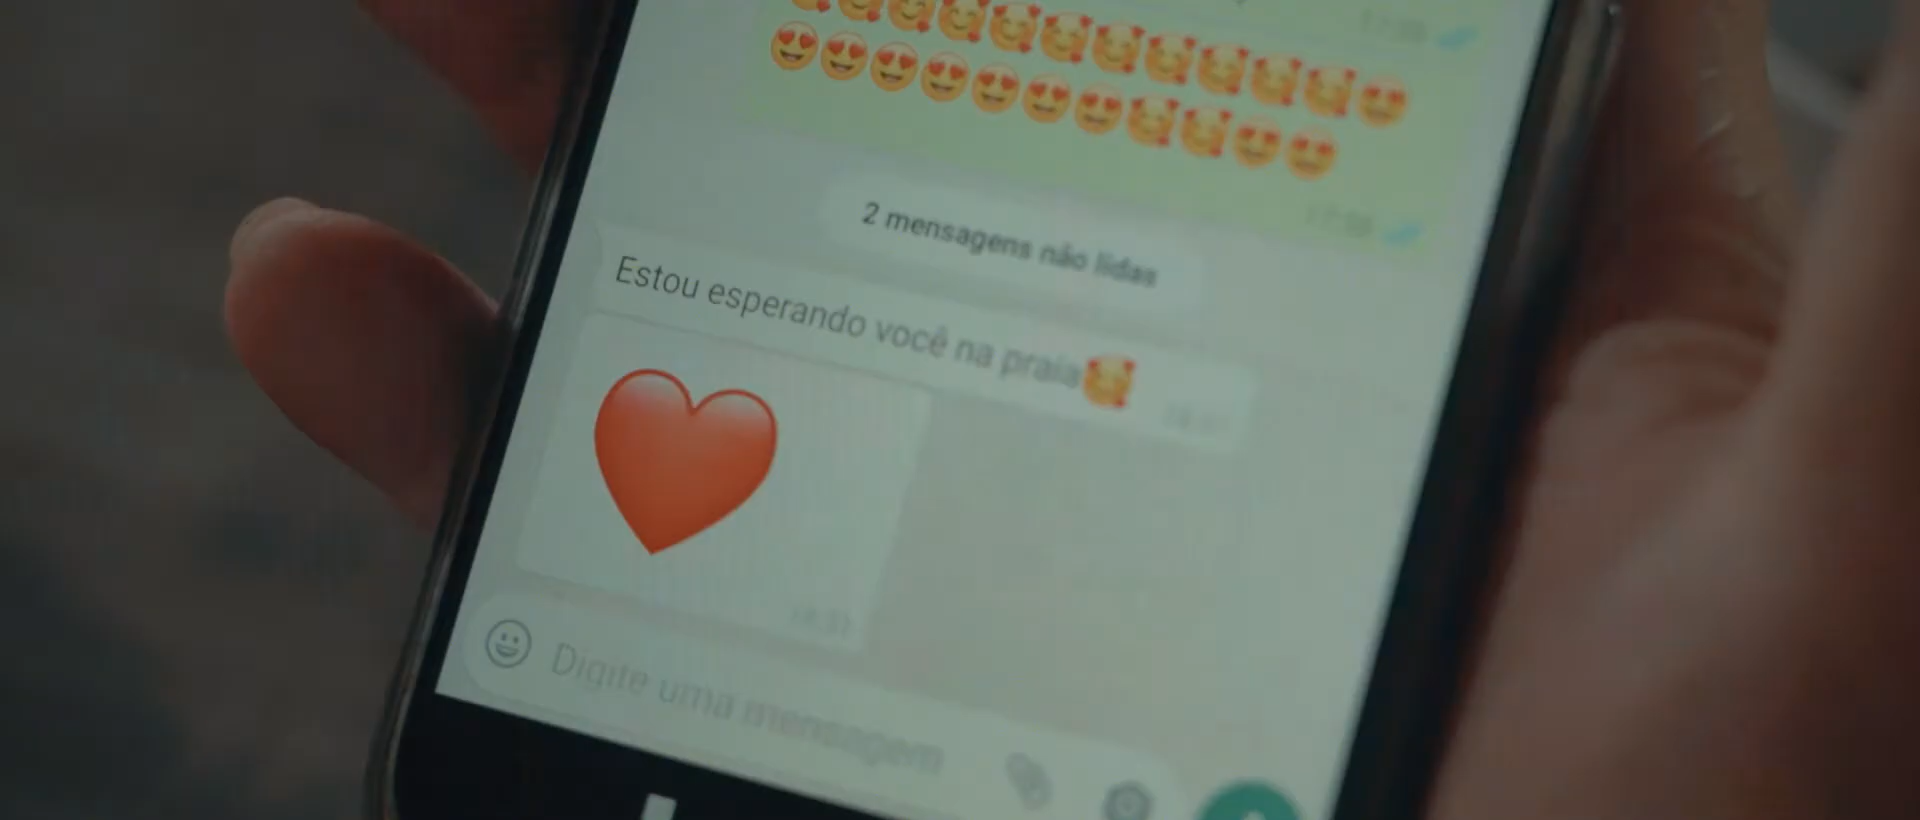 2 mensagens não lidas
Estou esperando você na praia🥰
Digite uma mensagem